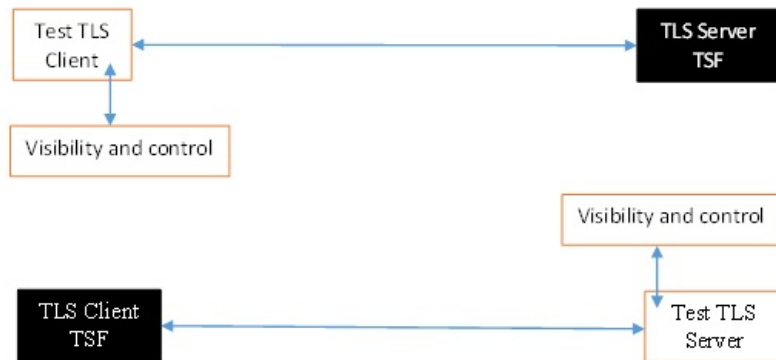 Test TLS
Client
TLS Server
TSF
Visibility and control
Visibility and control
TLS Client
TSF
Test TLS
Server